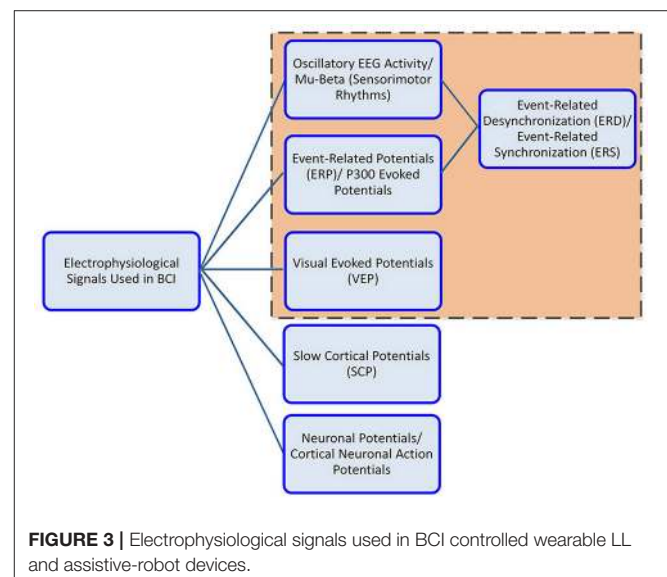 Oscillatory EEG Activity/
Mu-Beta (Sensorimotor
Rhythms)
Event-Related
Desynchronization (ERD)/
Event-Related
Synchronization (ERS)
Event-Related Potentials
(ERP)/ P300 Evoked
Potentials
Electrophysiological
Signals Used in BCI
Visual Evoked Potentials
(VEP)
Slow Cortical Potentials
(SCP)
Neuronal Potentials/
Cortical Neuronal Action
Potentials
FIGURE 3 | Electrophysiological signals used in BCI controlled wearable LL
and assistive-robot devices.